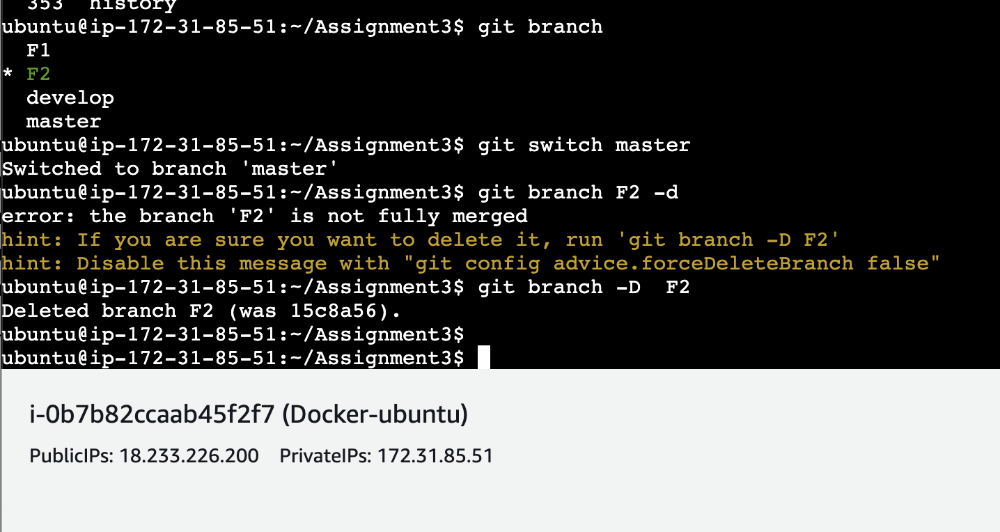 353  history
ubuntu@ip-172-31-85-51:~/Assignment3$ git branch
  F1
* F2
  develop
  master
ubuntu@ip-172-31-85-51:~/Assignment3$ git switch master
Switched to branch 'master'
ubuntu@ip-172-31-85-51:~/Assignment3$ git branch F2 -d
error: the branch 'F2' is not fully merged
hint: If you are sure you want to delete it, run 'git branch -D F2'
hint: Disable this message with "git config advice.forceDeleteBranch false"
ubuntu@ip-172-31-85-51:~/Assignment3$ git branch -D  F2
Deleted branch F2 (was 15c8a56).
ubuntu@ip-172-31-85-51:~/Assignment3$
ubuntu@ip-172-31-85-51:~/Assignment3$
i-0b7b82ccaab45f2f7 (Docker-ubuntu)
PublicIPs: 18.233.226.200    PrivateIPs: 172.31.85.51